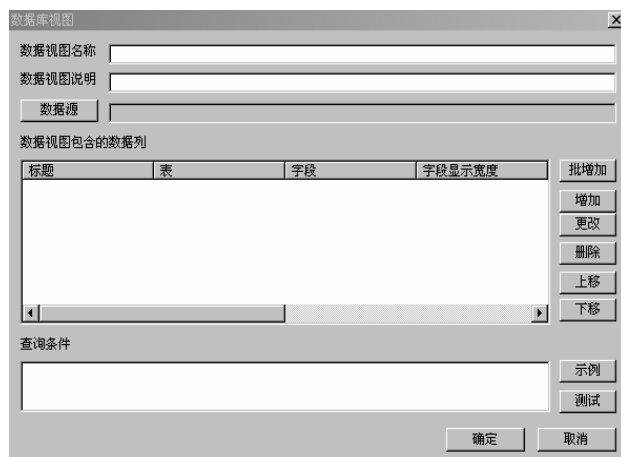 数据库视图
数据视图名称
数据视图说明
数据源
数据视图包含的数据列
标题 表 字段 字段显示宽度 批增加
增加
更改
删除
上移
下移
查询条件
示例
测试
确定 取消